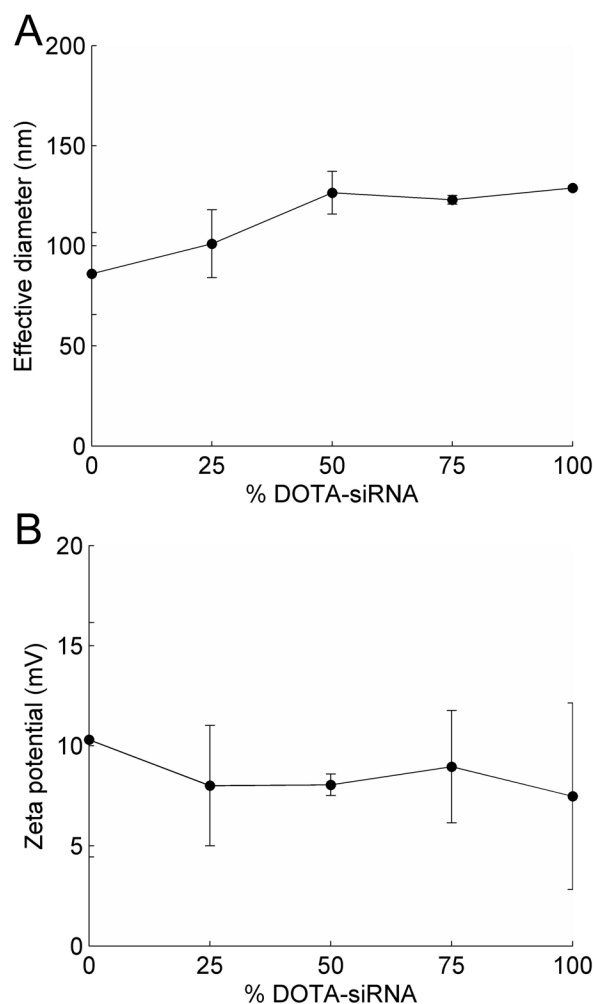 A
Effective diameter (nm)
200
150
100
50
0
0 25 50 75 100
% DOTA-siRNA
B
Zeta potential (mV)
20
15
10
5
0
0 25 50 75 100
% DOTA-siRNA